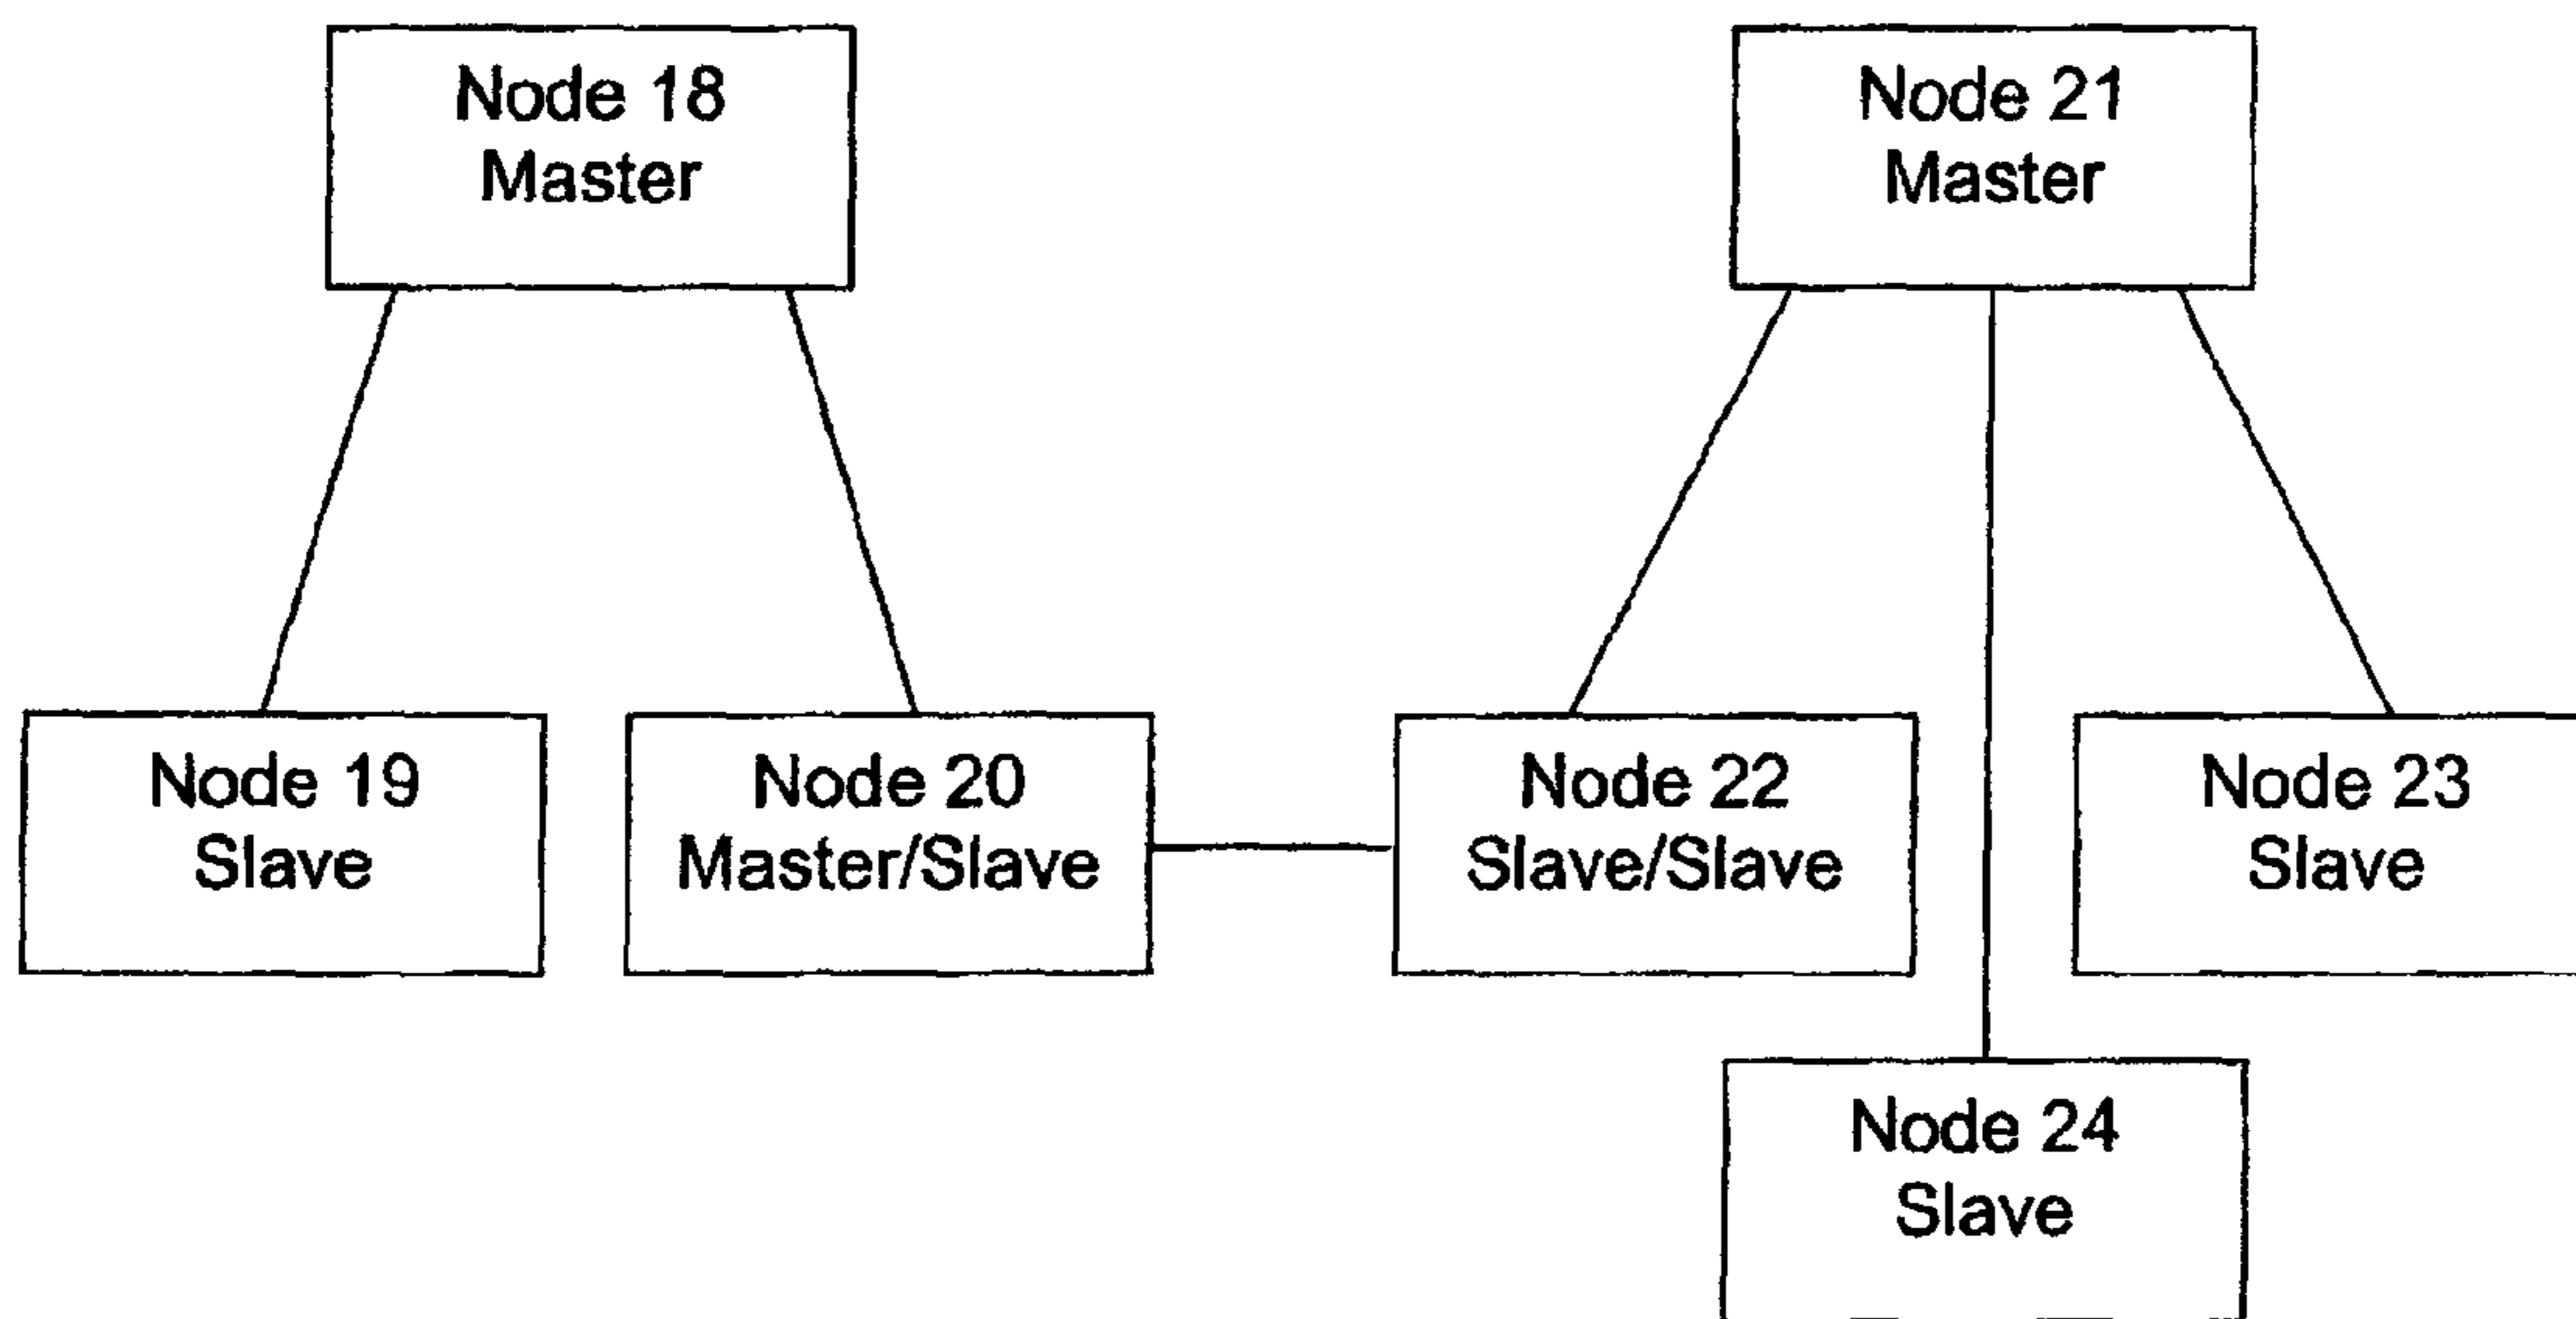 Node 18
Master
Node 21
Master
Node 19
Slave
Node 20
Master/Slave
Node 22
Slave/Slave
Node 23
Slave
Node 24
Slave